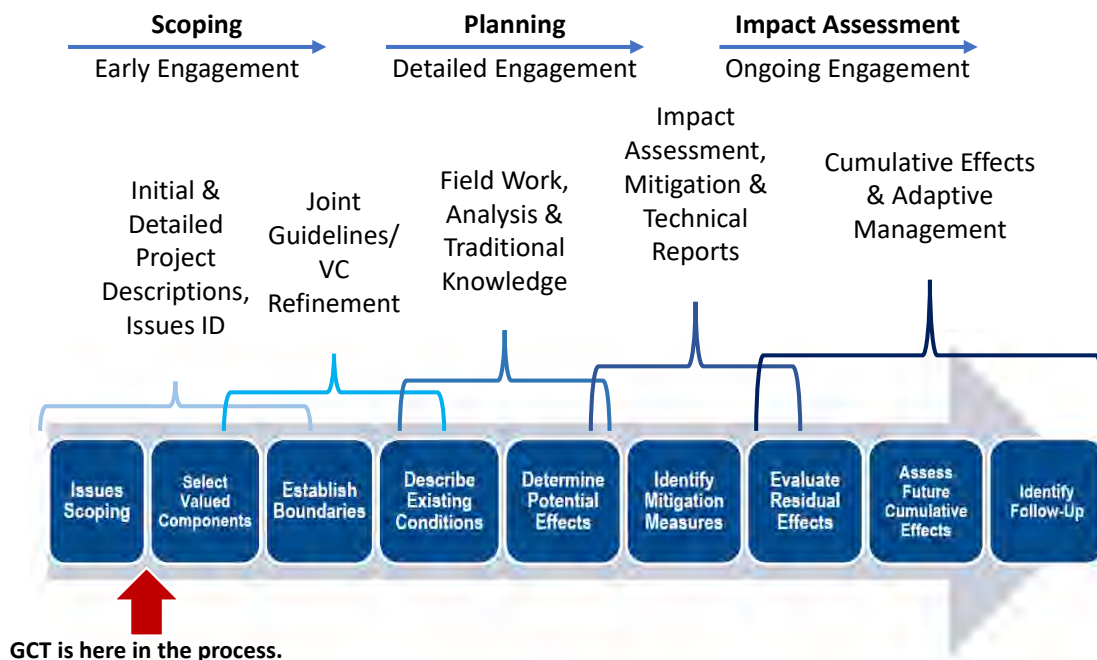 Scoping
Early Engagement
Planning
Detailed Engagement
Impact Assessment
Ongoing Engagement
Initial &
Detailed
Project
Descriptions,
Issues ID
Joint
Guidelines/
VC
Refinement
Field Work,
Analysis &
Traditional
Knowledge
Impact
Assessment,
Mitigation &
Technical
Reports
Cumulative Effects
& Adaptive
Management
Issues
Scoping
Select
Valued
Components
Establish
Boundaries
Describe
Existing
Conditions
Determine
Potential
Effects
Identify
Mitigation
Measures
Evaluate
Residual
Effects
Assess
Future
Cumulative
Effects
Identify
Follow-Up
GCT is here in the process.